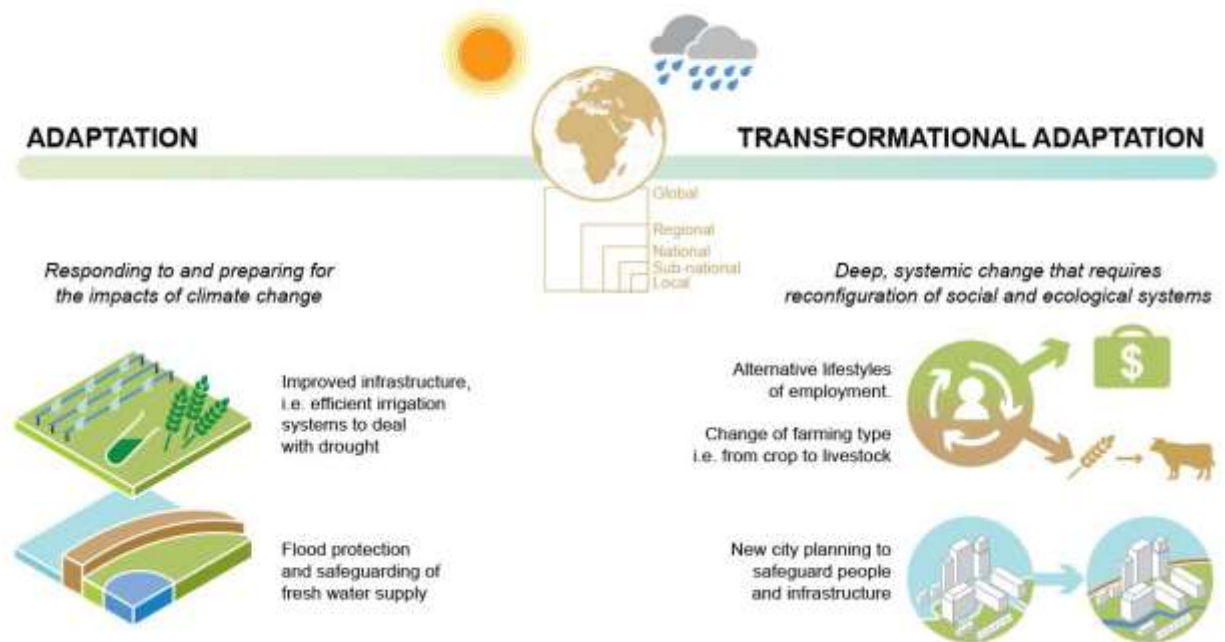 ADAPTATION
TRANSFORMATIONAL ADAPTATION
Global
Regional
National
Sub-national
Local
Responding to and preparing for
the impacts of climate change
Deep, systemic change that requires
reconfiguration of social and ecological systems
Improved infrastructure,
i.e. efficient irrigation
systems to deal
with drought
Flood protection
and safeguarding of
fresh water supply
Alternative lifestyles
of employment.
$
Change of farming type
i.e. from crop to livestock
New city planning to
safeguard people
and infrastructure